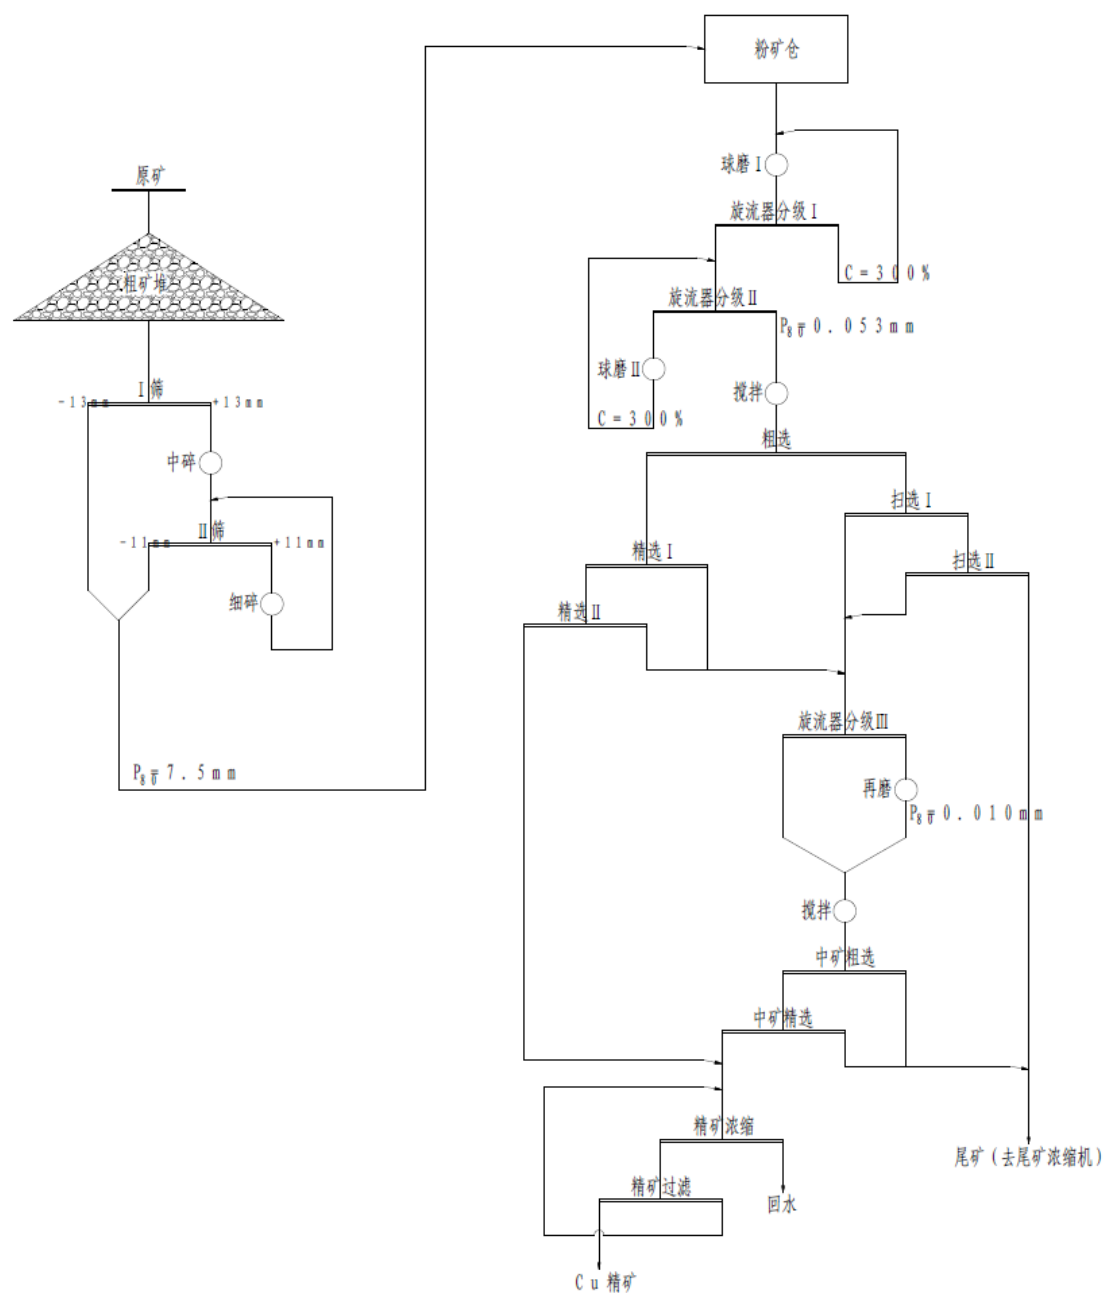 粉矿仓
原矿
粗矿堆
球磨Ⅰ
旋流器分级Ⅰ
C=300%
旋流器分级Ⅱ
P80=0.053mm
球磨Ⅱ
C=300%
搅拌
粗选
Ⅰ筛
-13mm
+13mm
中碎
Ⅱ筛
-11mm
+11mm
细碎
P80=7.5mm
扫选Ⅰ
扫选Ⅱ
精选Ⅰ
精选Ⅱ
旋流器分级Ⅲ
再磨
P80=0.010mm
搅拌
中矿粗选
中矿精选
精矿浓缩
尾矿(去尾矿浓缩机)
精矿过滤
回水
Cu精矿